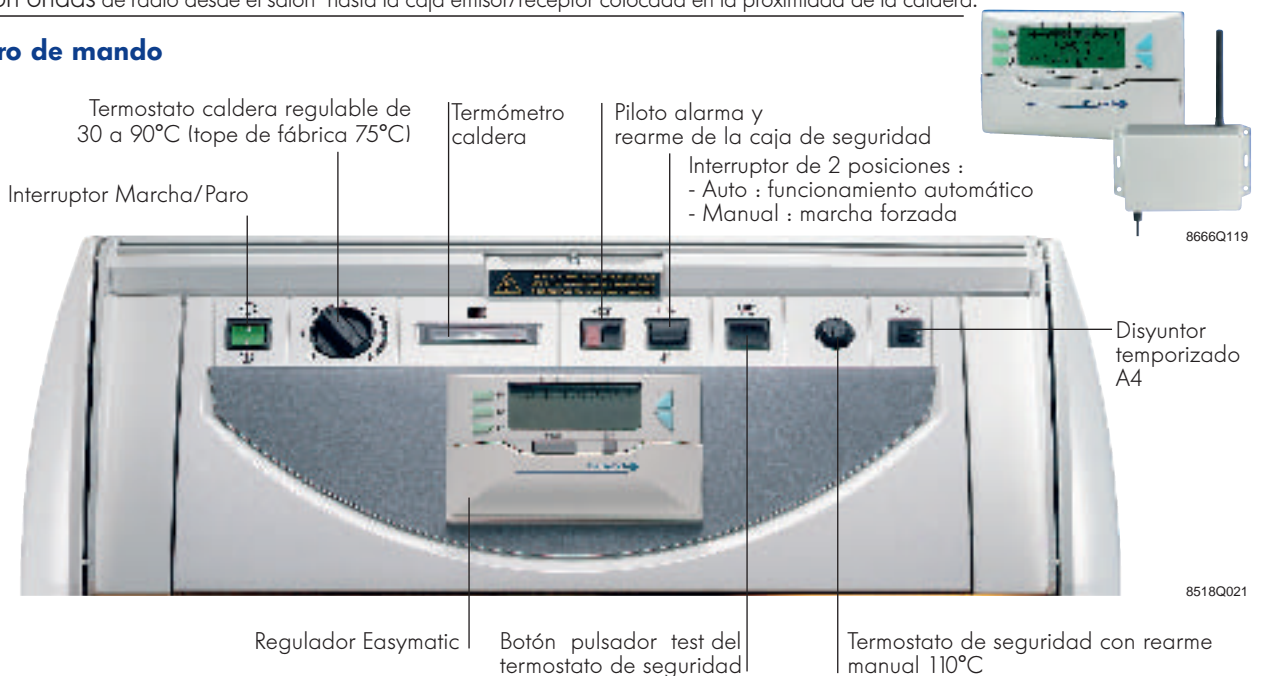 ondas de radio desde el salón hasta la caja emisor/receptor colocada en la proximidad de la caldera.
de mando
Termostato caldera regulable de
30 a 90°C (tope de fábrica 75°C)
Termómetro
caldera
Piloto alarma y
rearme de la caja de seguridad
Interruptor de 2 posiciones :
- Auto : funcionamiento automático
- Manual : marcha forzada
Interruptor Marcha/Paro
8666Q119
Disyuntor
temporizado
A4
8518Q021
Regulador Easymatic
Botón pulsador test del
termostato de seguridad
Termostato de seguridad con rearme
manual 110°C